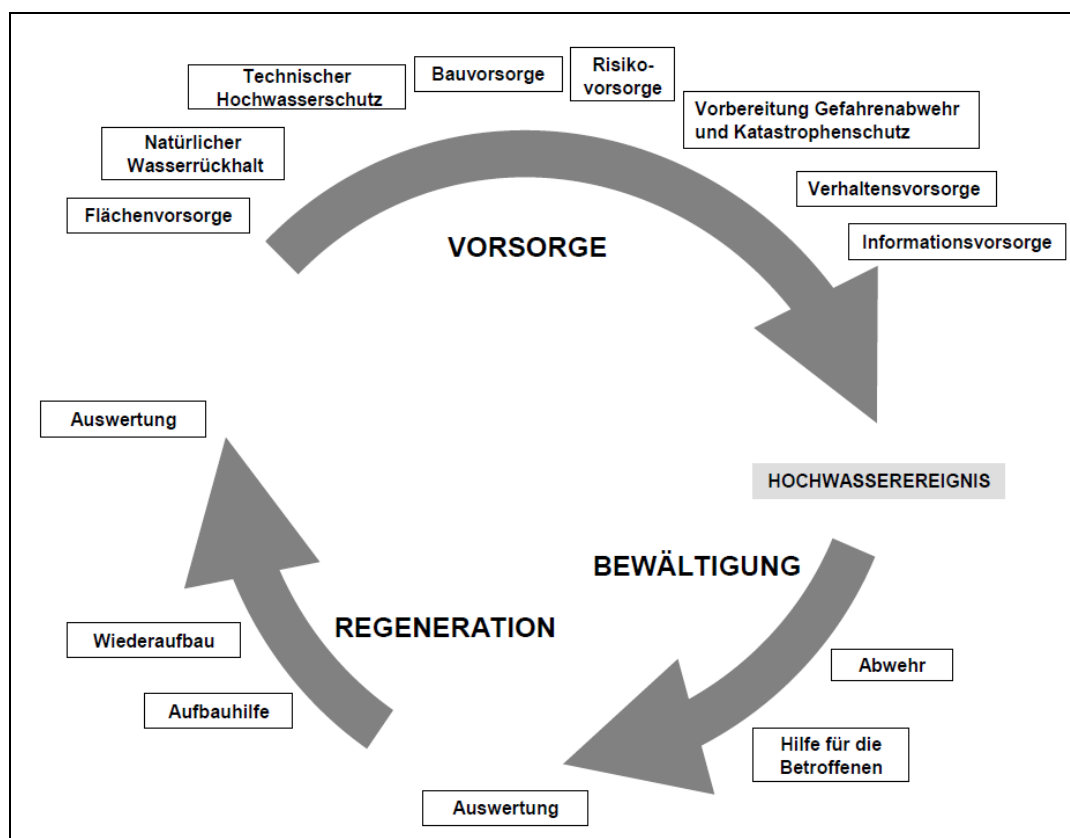 Technischer
Hochwasserschutz
Bauvorsorge
Risiko-
vorsorge
Vorbereitung Gefahrenabwehr
und Katastrophenschutz
Natürlicher
Wasserrückhalt
Verhaltensvorsorge
Flächenvorsorge
Informationsvorsorge
VORSORGE
Auswertung
HOCHWASSEREREIGNIS
BEWÄLTIGUNG
REGENERATION
Wiederaufbau
Abwehr
Aufbauhilfe
Hilfe für die
Betroffenen
Auswertung